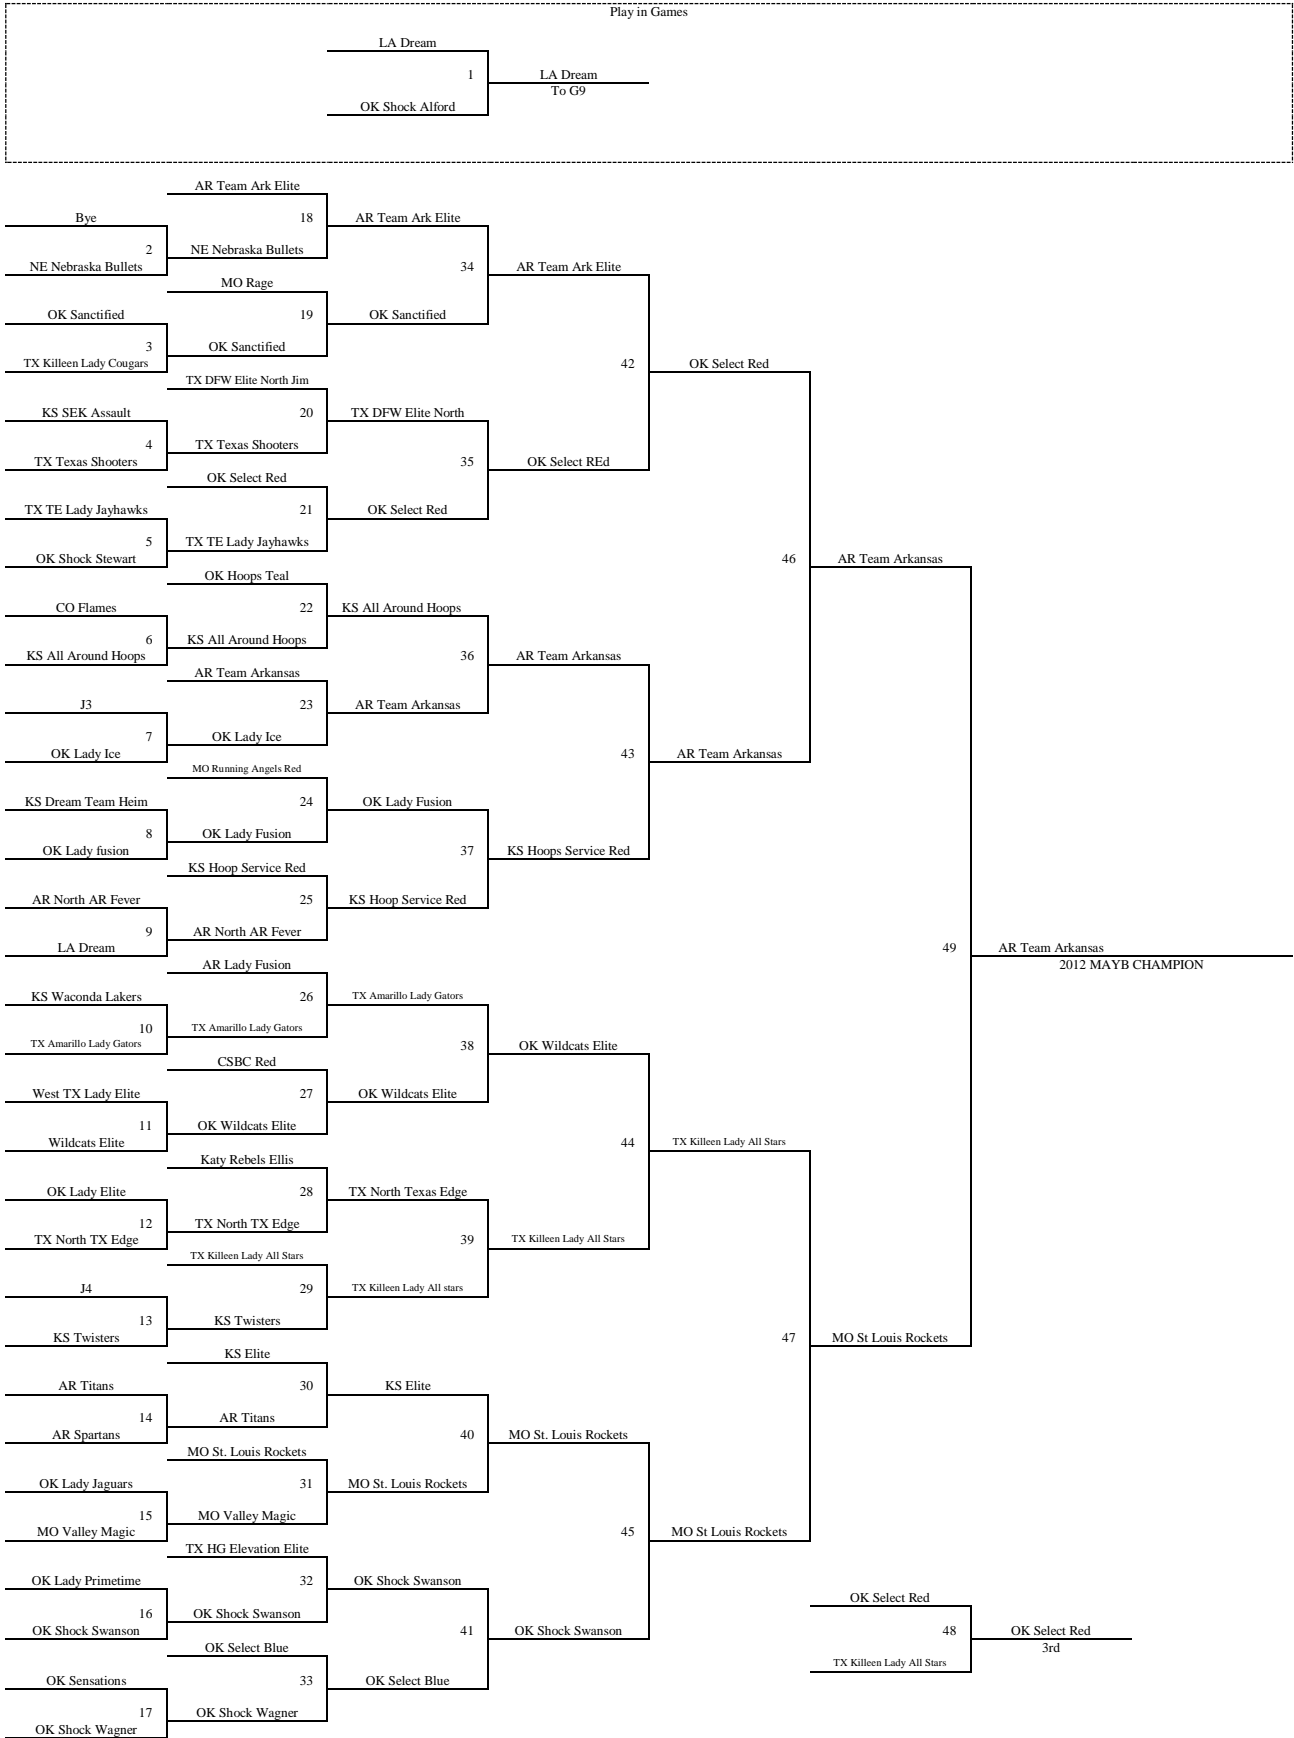 Play in Games
LA Dream
1
LA Dream
To G9
OK Shock Alford
AR Team Ark Elite
Bye
18
AR Team Ark Elite
2
NE Nebraska Bullets
NE Nebraska Bullets
34
AR Team Ark Elite
MO Rage
OK Sanctified
19
OK Sanctified
3
OK Sanctified
TX Killeen Lady Cougars
42
OK Select Red
TX DFW Elite North Jim
KS SEK Assault
20
TX DFW Elite North
4
TX Texas Shooters
TX Texas Shooters
35
OK Select REd
OK Select Red
TX TE Lady Jayhawks
21
OK Select Red
5
TX TE Lady Jayhawks
OK Shock Stewart
46
AR Team Arkansas
OK Hoops Teal
CO Flames
22
KS All Around Hoops
6
KS All Around Hoops
KS All Around Hoops
36
AR Team Arkansas
AR Team Arkansas
J3
23
AR Team Arkansas
7
OK Lady Ice
OK Lady Ice
43
AR Team Arkansas
MO Running Angels Red
KS Dream Team Heim
24
OK Lady Fusion
8
OK Lady Fusion
OK Lady fusion
37
KS Hoops Service Red
KS Hoop Service Red
AR North AR Fever
25
KS Hoop Service Red
9
AR North AR Fever
LA Dream
49
AR Team Arkansas
2012 MAYB CHAMPION
AR Lady Fusion
KS Waconda Lakers
26
TX Amarillo Lady Gators
10
TX Amarillo Lady Gators
TX Amarillo Lady Gators
38
OK Wildcats Elite
CSBC Red
West TX Lady Elite
27
OK Wildcats Elite
11
OK Wildcats Elite
Wildcats Elite
44
TX Killeen Lady All Stars
Katy Rebels Ellis
OK Lady Elite
28
TX North Texas Edge
12
TX North TX Edge
TX North TX Edge
39
TX Killeen Lady All Stars
TX Killeen Lady All Stars
J4
29
TX Killeen Lady All stars
13
KS Twisters
KS Twisters
47
MO St Louis Rockets
KS Elite
AR Titans
30
KS Elite
14
AR Titans
AR Spartans
40
MO St. Louis Rockets
MO St. Louis Rockets
OK Lady Jaguars
31
MO St. Louis Rockets
15
MO Valley Magic
MO Valley Magic
45
MO St Louis Rockets
TX HG Elevation Elite
OK Lady Primetime
32
OK Shock Swanson
OK Select Red
16
OK Shock Swanson
OK Shock Swanson
41
OK Shock Swanson
48
OK Select Red
3rd
OK Select Blue
TX Killeen Lady All Stars
OK Sensations
33
OK Select Blue
17
OK Shock Wagner
OK Shock Wagner